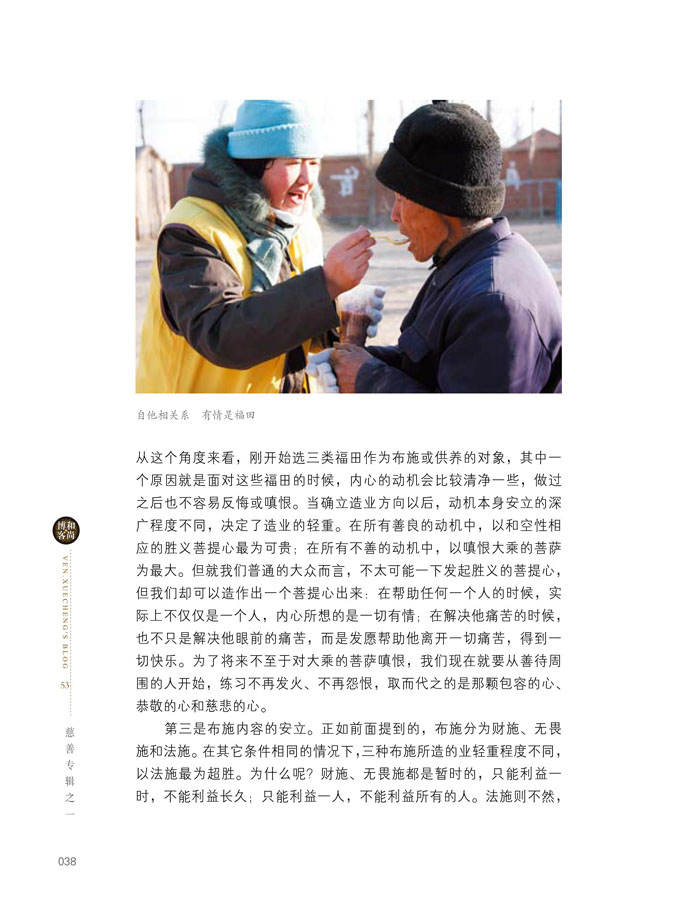 自他相关系 有情是福田
从这个角度来看，刚开始选三类福田作为布施或供养的对象，其中一
个原因就是面对这些福田的时候，内心的动机会比较清净一些，做过
之后也不容易反悔或嗔恨。当确立造业方向以后，动机本身安立的深
广程度不同，决定了造业的轻重。在所有善良的动机中，以和空性相
应的胜义菩提心最为可贵；在所有不善的动机中，以嗔恨大乘的菩萨
为最大。但就我们普通的大众而言，不太可能一下发起胜义的菩提心，
但我们却可以造作出一个菩提心出来：在帮助任何一个人的时候，实
际上不仅仅是一个人，内心所想的是一切有情；在解决他痛苦的时候，
也不只是解决他眼前的痛苦，而是发愿帮助他离开一切痛苦，得到一
切快乐。为了将来不至于对大乘的菩萨嗔恨，我们现在就要从善待周
围的人开始，练习不再发火、不再怨恨，取而代之的是那颗包容的心、
恭敬的心和慈悲的心。
第三是布施内容的安立。正如前面提到的，布施分为财施、无畏
施和法施。在其它条件相同的情况下，三种布施所造的业轻重程度不同，
以法施最为超胜。为什么呢？财施、无畏施都是暂时的，只能利益一
时，不能利益长久；只能利益一人，不能利益所有的人。法施则不然，
和尚
博客
VEN.XUECHENG'S BLOG
53
慈善专辑之一
038